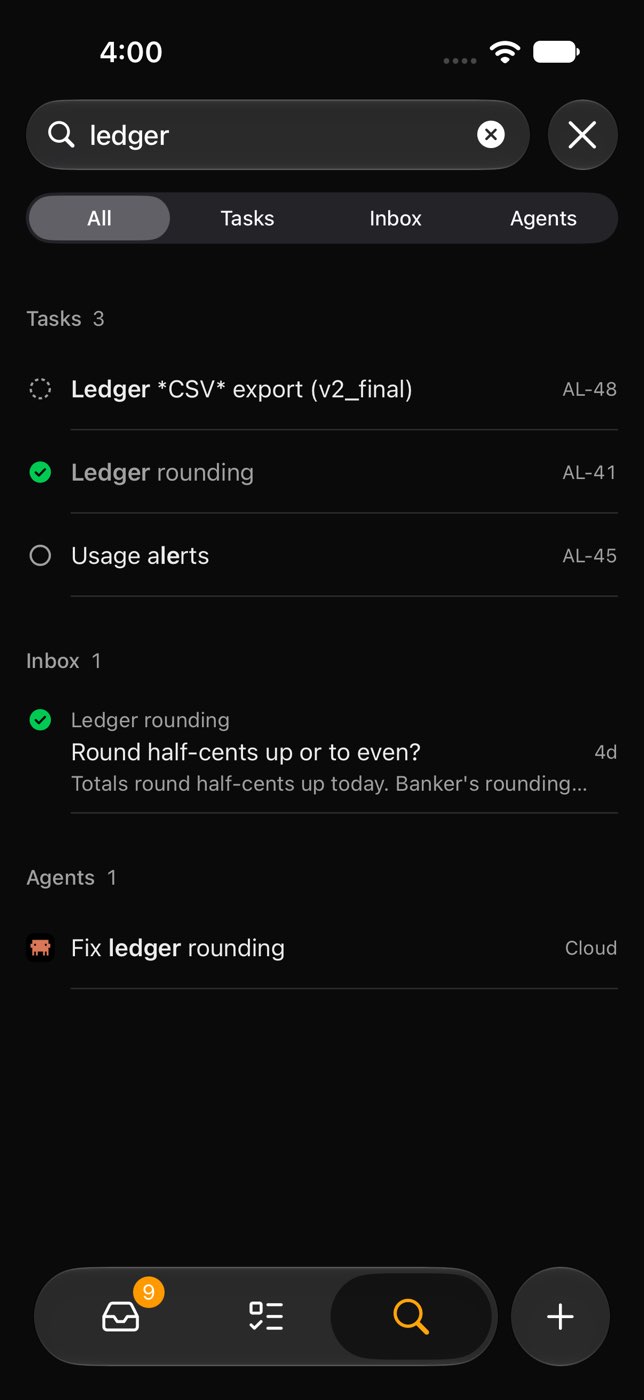 4:00
ledger
All Tasks Inbox Agents
Tasks 3
Ledger *CSV* export (v2_final) AL-48
Ledger rounding AL-41
Usage alerts AL-45
Inbox 1
Ledger rounding
Round half-cents up or to even? 4d
Totals round half-cents up today. Banker's rounding...
Agents 1
Fix ledger rounding Cloud
9